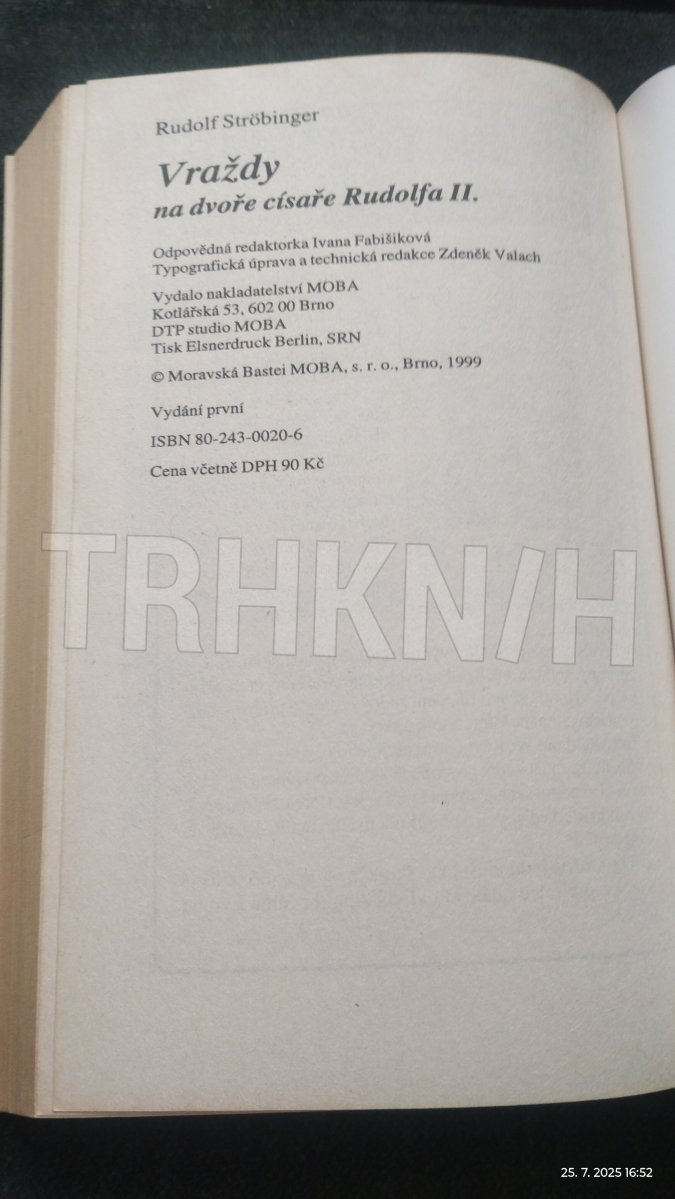 Rudolf Ströbinger
Vraždy
na dvoře císaře Rudolfa II.
Odpovědná redaktorka Ivana Fabišiková
Typografická úprava a technická redakce Zdeněk Valach
Vydalo nakladatelství MOBA
Kotlářská 53, 602 00 Brno
DTP studio MOBA
Tisk Elsnerdruck Berlin, SRN
© Moravská Bastei MOBA, s. r. o., Brno, 1999
Vydání první
ISBN 80-243-0020-6
Cena včetně DPH 90 Kč
TRHKN/H
25. 7. 2025 16:52